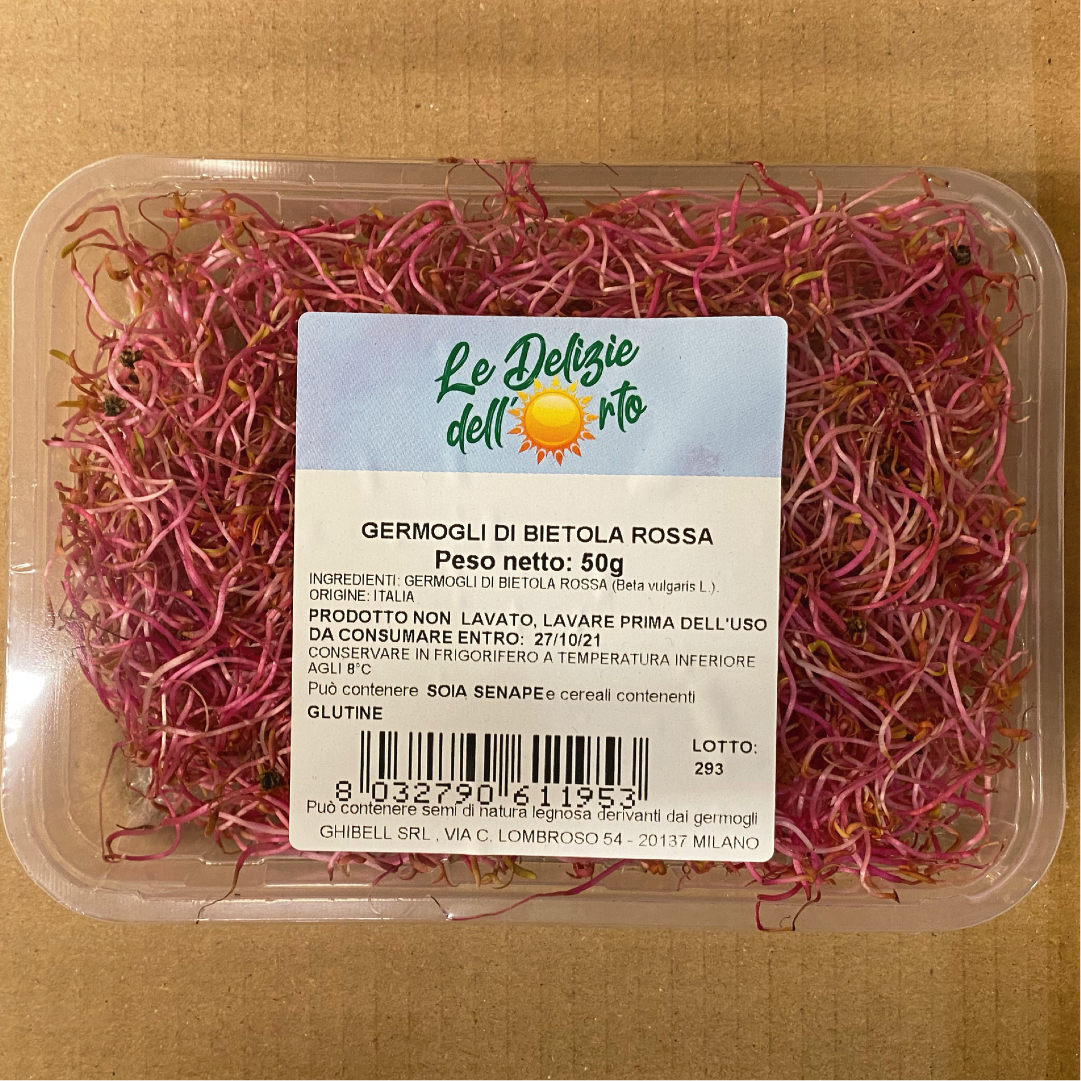 Le Delizie
dell'Orto
GERMOGLI DI BIETOLA ROSSA
Peso netto: 50g
INGREDIENTI: GERMOGLI DI BIETOLA ROSSA (Beta vulgaris L.).
ORIGINE: ITALIA
PRODOTTO NON LAVATO, LAVARE PRIMA DELL'USO
DA CONSUMARE ENTRO: 27/10/21
CONSERVARE IN FRIGORIFERO A TEMPERATURA INFERIORE
AGLI 8°C
Può contenere SOIA SENAPE e cereali contenenti
GLUTINE
LOTTO:
293
8 032790 611953
Può contenere semi di natura legnosa derivanti dai germogli
GHIBELL SRL , VIA C. LOMBROSO 54 - 20137 MILANO